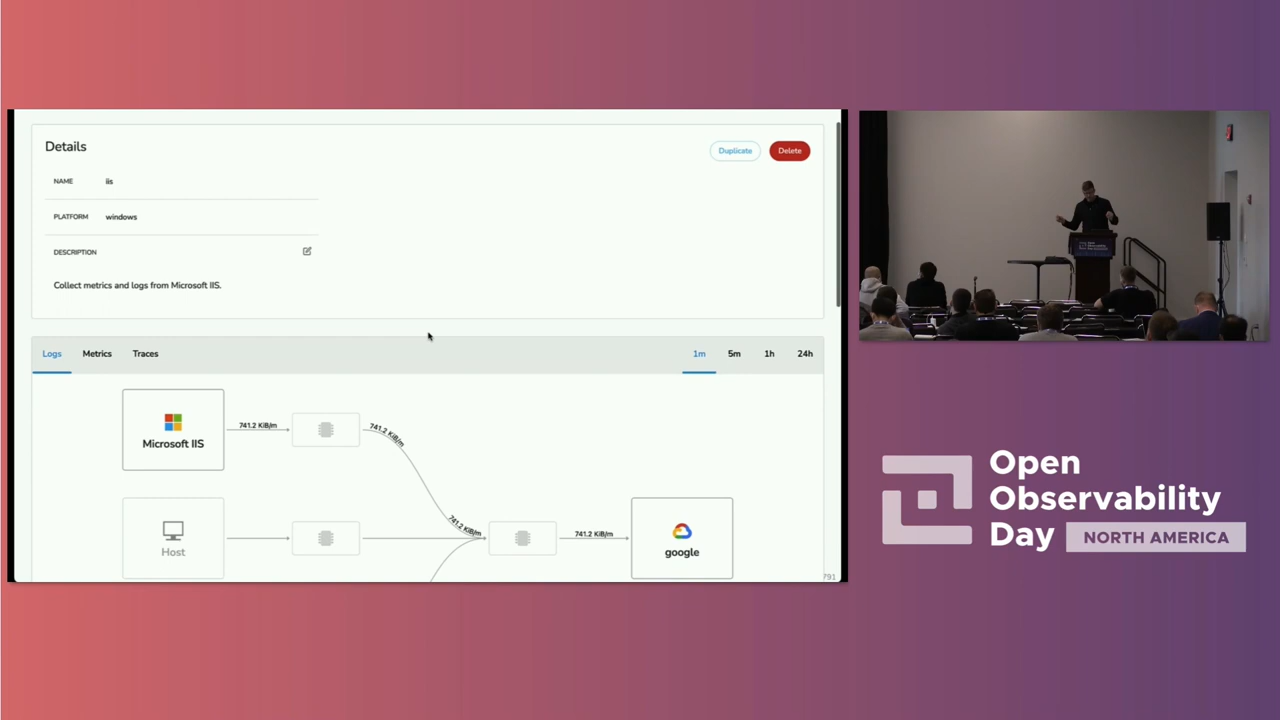 Details
Duplicate
Delete
NAME iis
PLATFORM windows
DESCRIPTION
Collect metrics and logs from Microsoft IIS.
Logs
Metrics
Traces
1m
5m
1h
24h
Microsoft IIS
741.2 KiB/m
741.2 KiB/m
741.2 KiB/m
Host
741.2 KiB/m
google
791
Open
Observability
Day
NORTH AMERICA